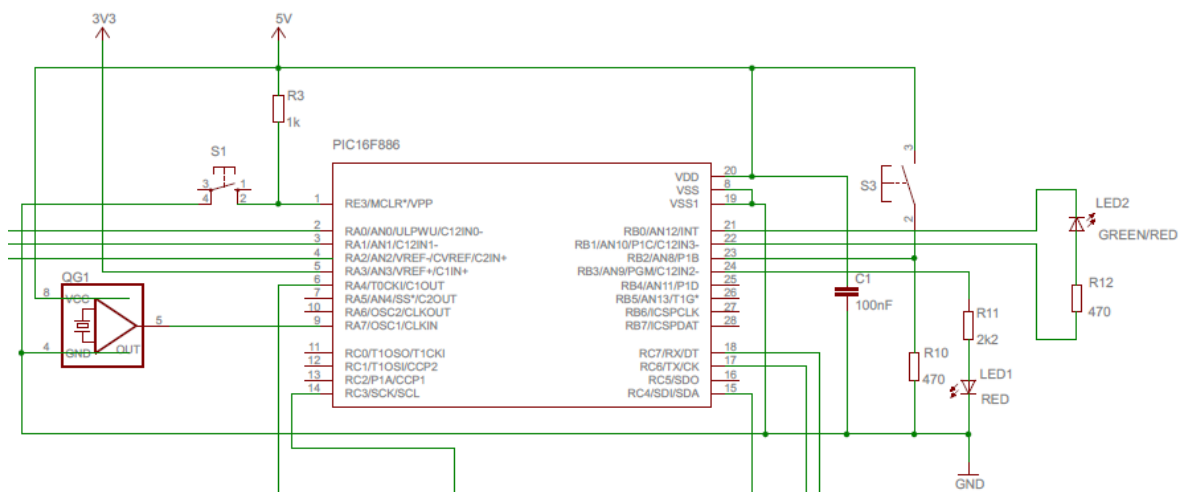 3V3
5V
R3
1k
PIC16F886
S1
3
1
4
2
1
RE3/MCLR*/VPP
2
RA0/AN0/ULPWU/C12IN0-
3
RA1/AN1/C12IN1-
4
RA2/AN2/VREF-/CVREF/C2IN+
5
RA3/AN3/VREF+/C1IN+
6
RA4/T0CKI/C1OUT
7
RA5/AN4/SS*/C2OUT
10
RA6/OSC2/CLKOUT
9
RA7/OSC1/CLKIN
11
RC0/T1OSO/T1CKI
12
RC1/T1OSI/CCP2
13
RC2/P1A/CCP1
14
RC3/SCK/SCL
VDD
20
VSS
8
VSS1
19
RB0/AN12/INT
21
RB1/AN10/P1C/C12IN3-
22
RB2/AN8/P1B
23
RB3/AN9/PGM/C12IN2-
24
RB4/AN11/P1D
25
RB5/AN13/T1G*
26
RB6/ICSPCLK
27
RB7/ICSPDAT
28
RC7/RX/DT
18
RC6/TX/CK
17
RC5/SDO
16
RC4/SDI/SDA
15
QG1
8
VCC
5
4
GND
OUT
S3
3
2
C1
100nF
R10
470
R11
2k2
LED1
RED
LED2
GREEN/RED
R12
470
GND